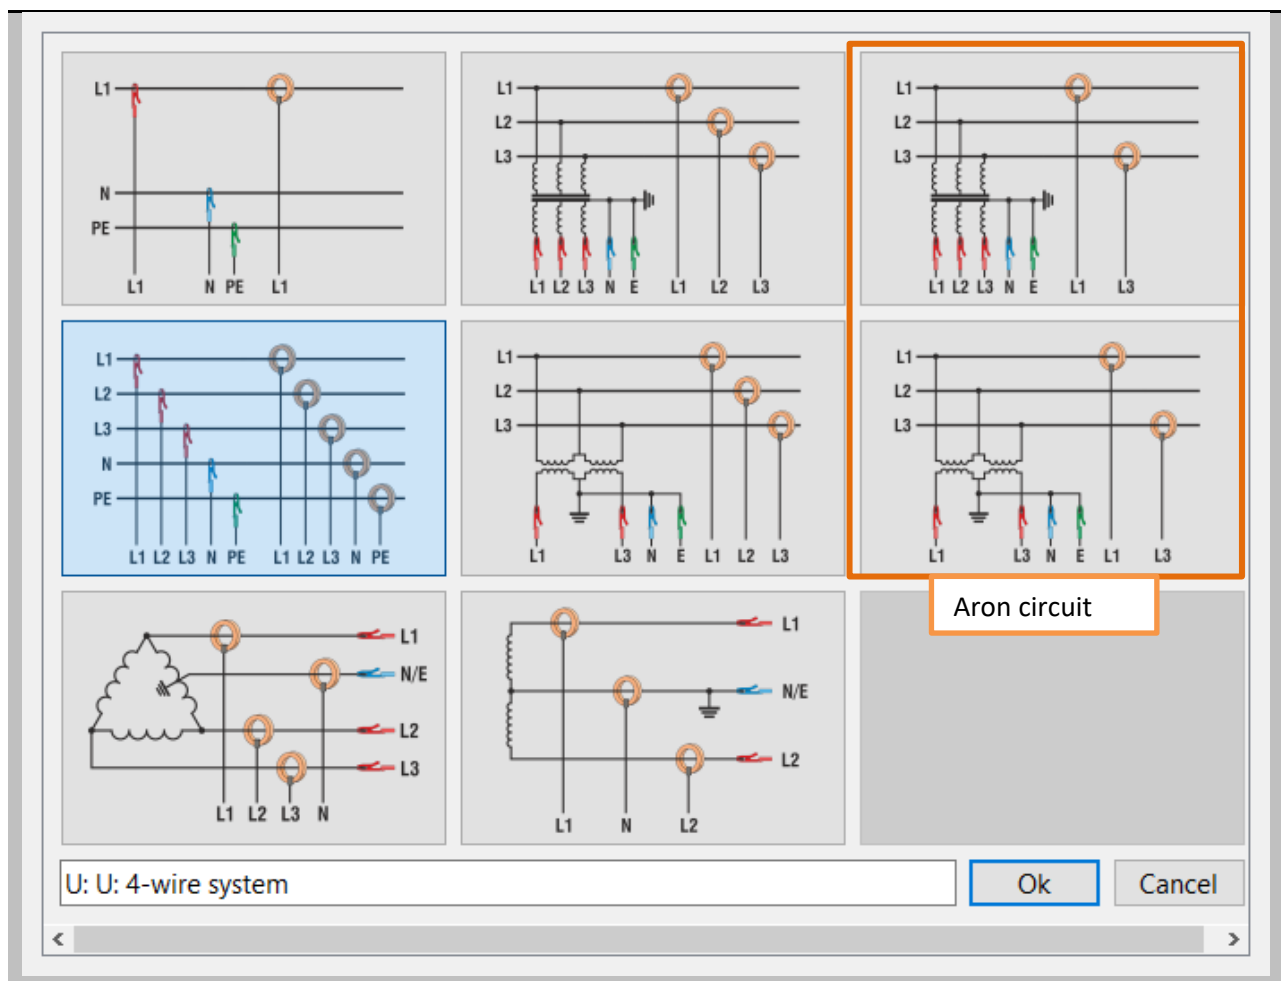 L1
N
PE
L1 N PE L1
L1
L2
L3
L1 L2 L3 N E L1 L2 L3
L1
L2
L3
L1 L2 L3 N E L1 L3
L1
L2
L3
N
PE
L1 L2 L3 N PE L1 L2 L3 N PE
L1
L2
L3
L1 L3 N E L1 L2 L3
L1
L2
L3
L1 L3 N E L1 L3
Aron circuit
L1
N/E
L2
L3
L1 L2 L3 N
L1
N/E
L2
L1 N L2
U: U: 4-wire system
Ok
Cancel